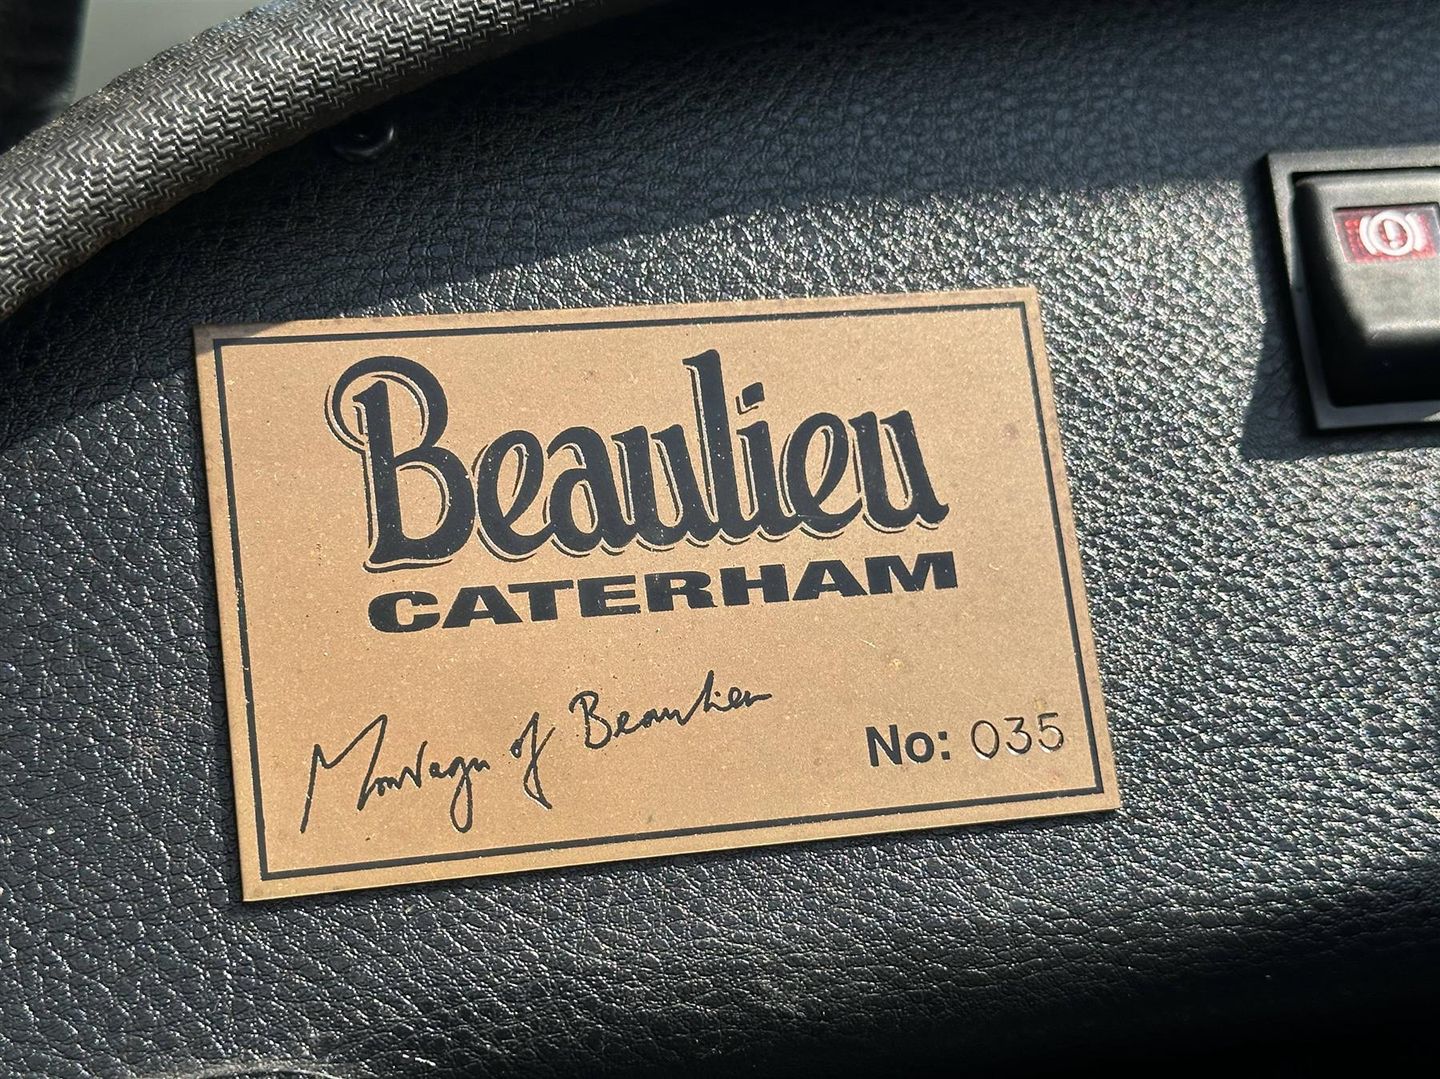 Beaulieu
CATERHAM
Montagu of Beaulieu
No: 035